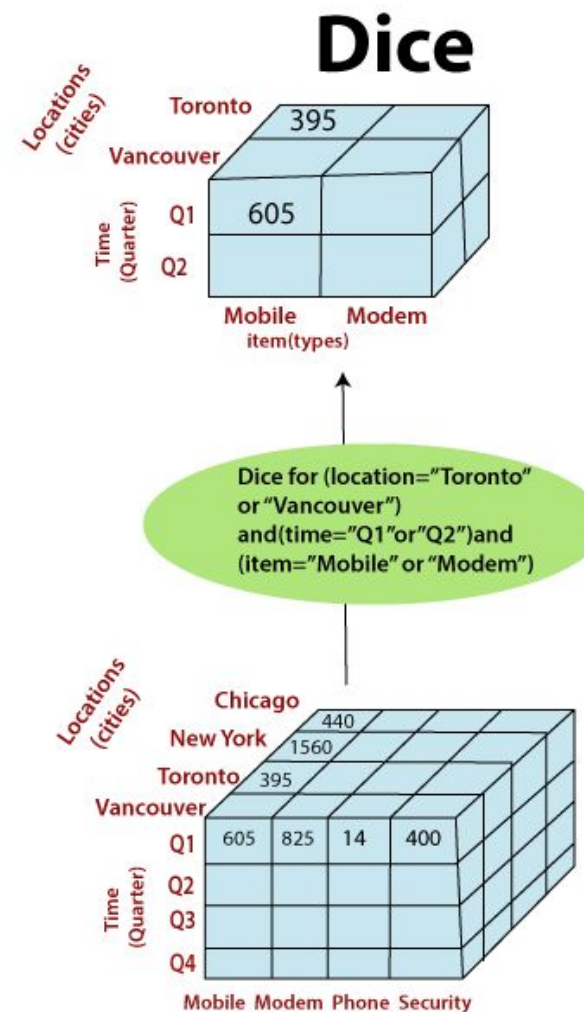 Dice
Locations
(cities)
Toronto
395
Vancouver
Time
(Quarter)
Q1
605
Q2
Mobile Modem
item(types)
Dice for (location="Toronto"
or "Vancouver")
and(time="Q1"or"Q2")and
(item="Mobile" or "Modem")
Locations
(cities)
Chicago
440
New York
1560
Toronto
395
Vancouver
Time
(Quarter)
Q1 605 825 14 400
Q2
Q3
Q4
Mobile Modem Phone Security